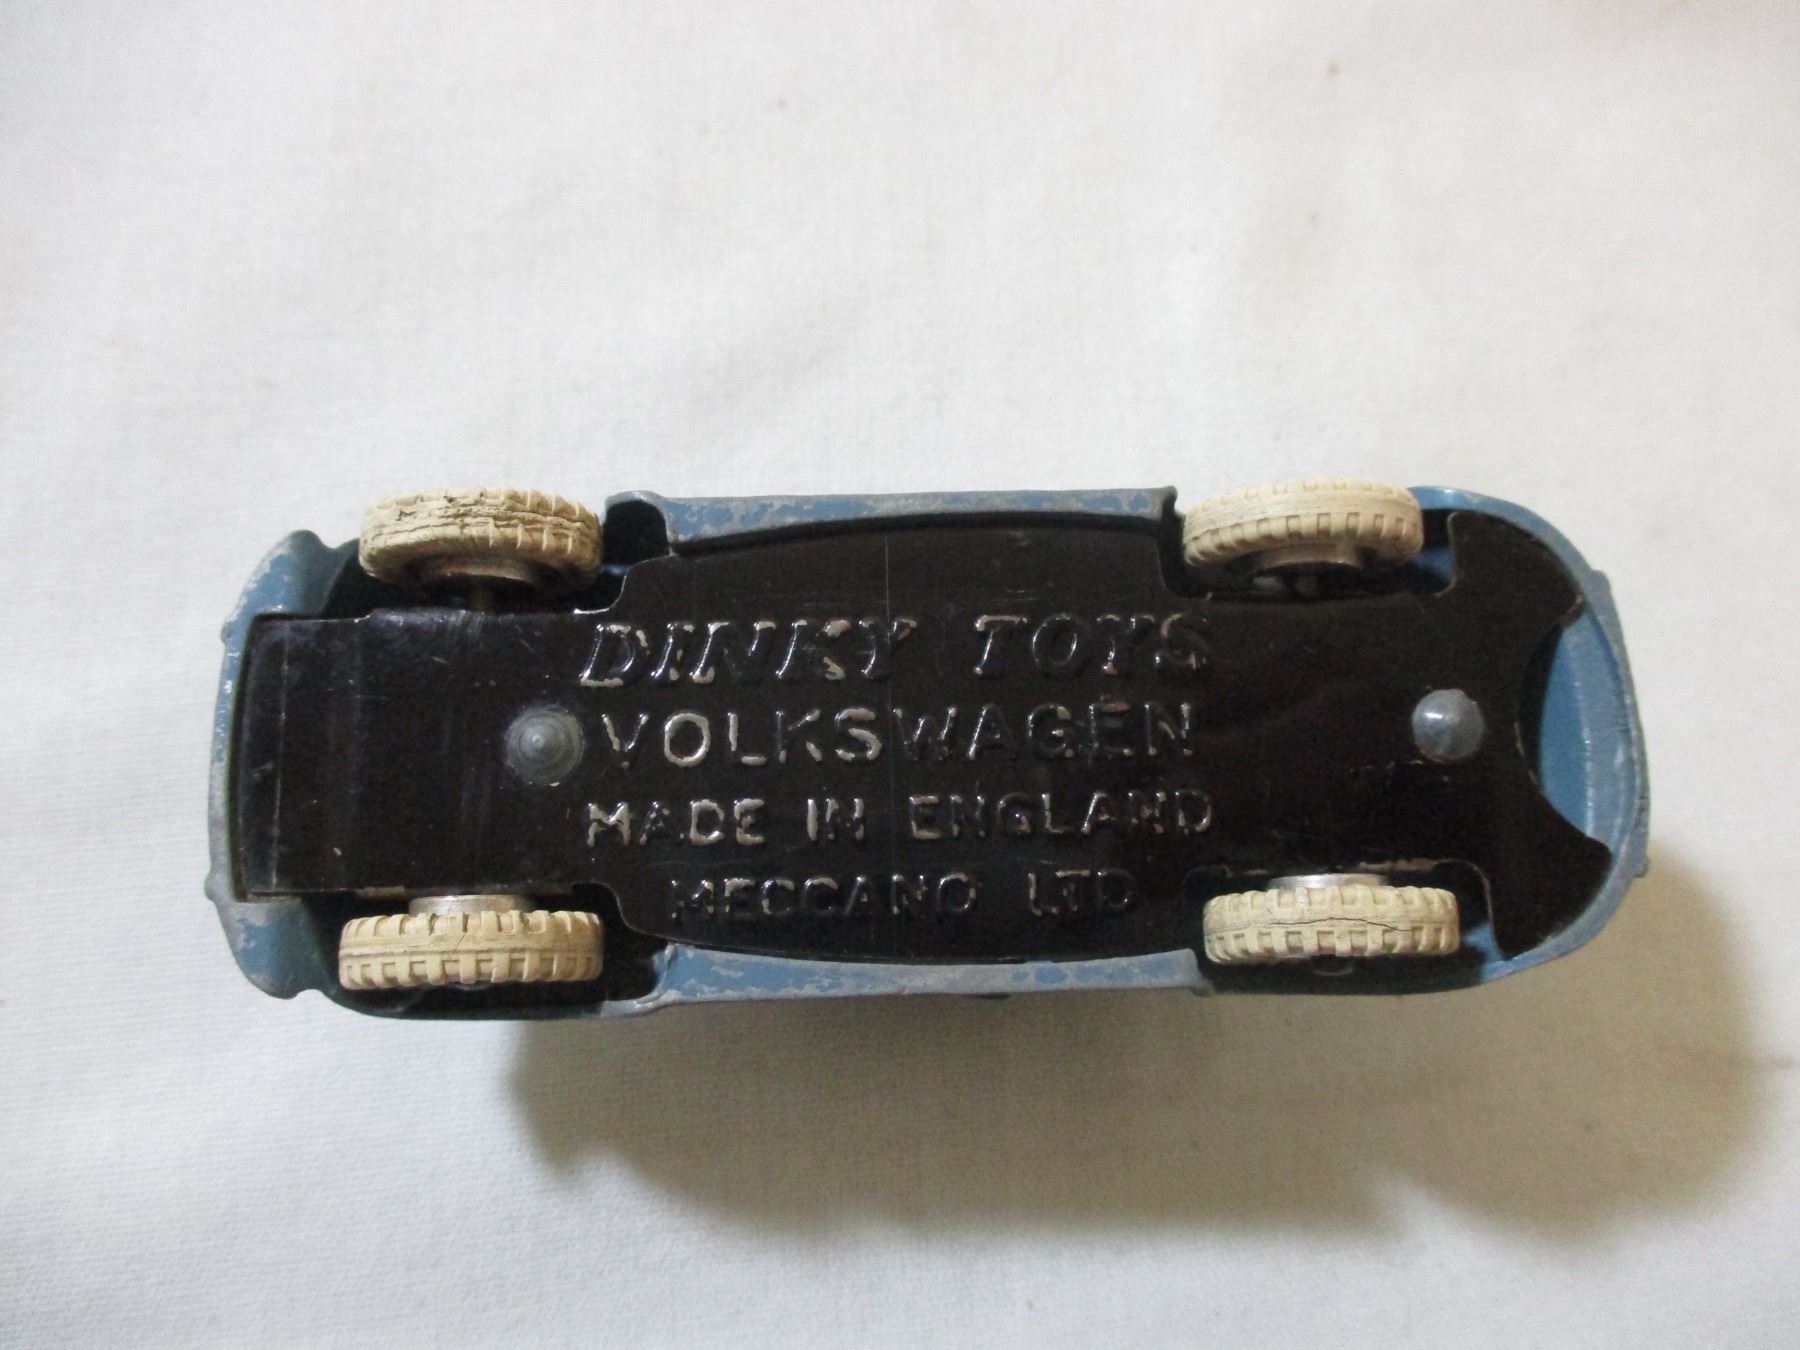 DINKY TOYS
VOLKSWAGEN
MADE IN ENGLAND
MECCANO LTD